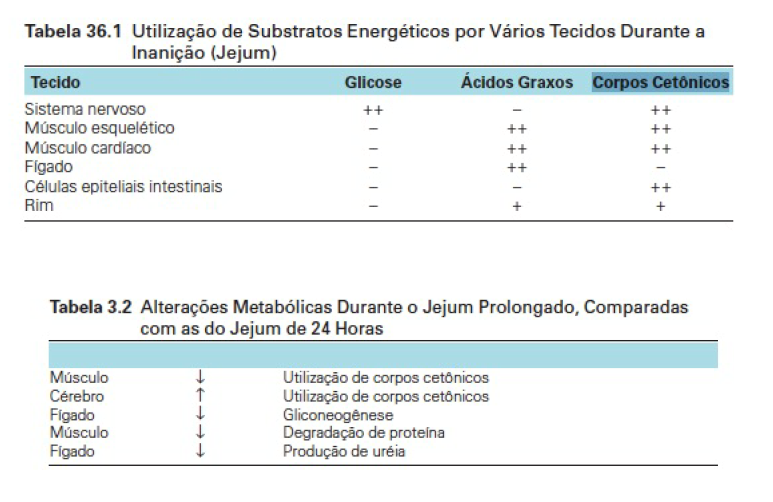 Tabela 36.1 Utilização de Substratos Energéticos por Vários Tecidos Durante a
Inanição (Jejum)
Tecido Glicose Ácidos Graxos Corpos Cetônicos
Sistema nervoso ++ – ++
Músculo esquelético – ++ ++
Músculo cardíaco – ++ ++
Fígado – ++ –
Células epiteliais intestinais – – ++
Rim – + +
Tabela 3.2 Alterações Metabólicas Durante o Jejum Prolongado, Comparadas
com as do Jejum de 24 Horas
Músculo ↓ Utilização de corpos cetônicos
Cérebro ↑ Utilização de corpos cetônicos
Fígado ↓ Gliconeogênese
Músculo ↓ Degradação de proteína
Fígado ↓ Produção de uréia